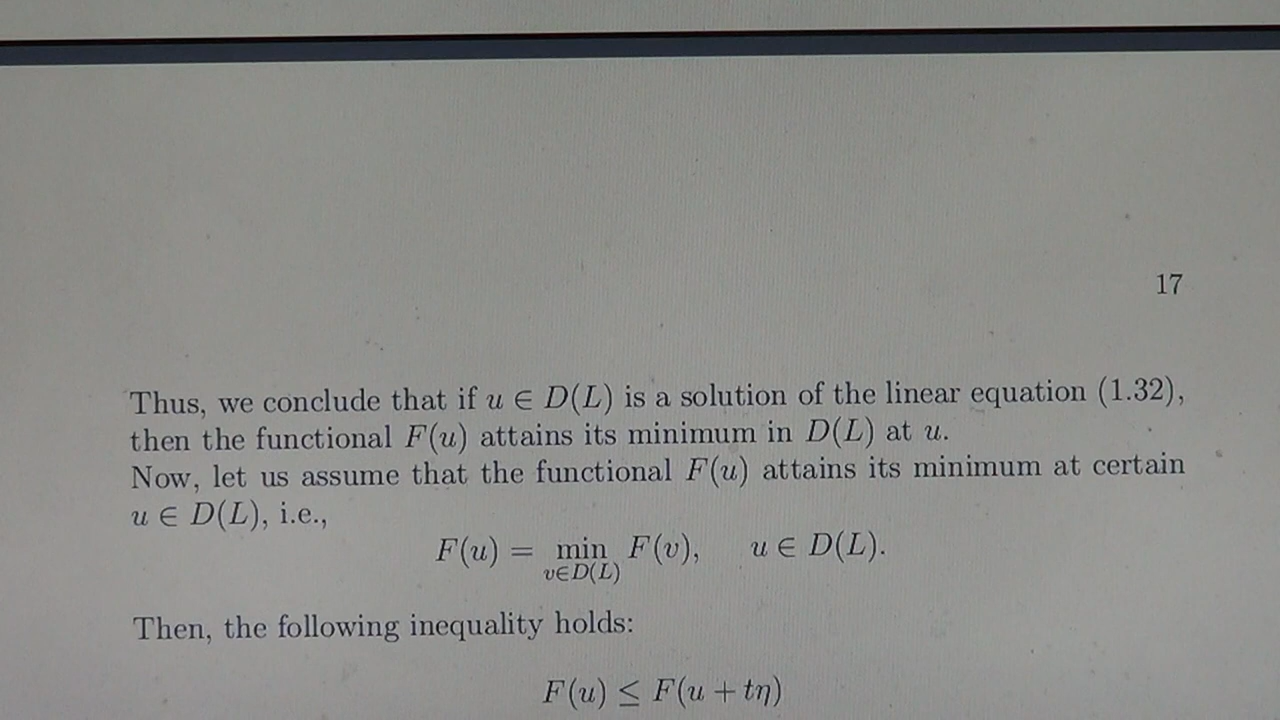 17
Thus, we conclude that if u ∈ D(L) is a solution of the linear equation (1.32),
then the functional F(u) attains its minimum in D(L) at u.
Now, let us assume that the functional F(u) attains its minimum at certain
u ∈ D(L), i.e.,
F(u) = min F(v), u ∈ D(L).
v∈D(L)
Then, the following inequality holds:
F(u) ≤ F(u + tη)